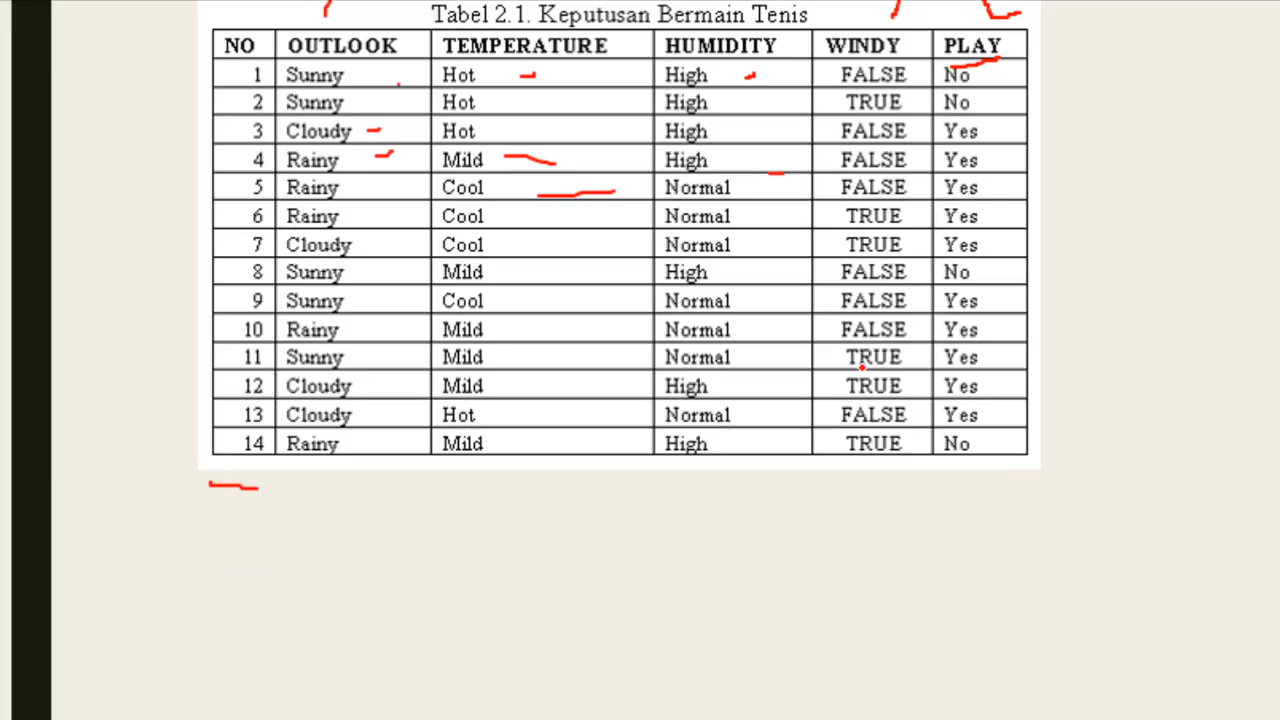 Tabel 2.1. Keputusan Bermain Tenis
NO OUTLOOK TEMPERATURE HUMIDITY WINDY PLAY
1 Sunny Hot High FALSE No
2 Sunny Hot High TRUE No
3 Cloudy Hot High FALSE Yes
4 Rainy Mild High FALSE Yes
5 Rainy Cool Normal FALSE Yes
6 Rainy Cool Normal TRUE Yes
7 Cloudy Cool Normal TRUE Yes
8 Sunny Mild High FALSE No
9 Sunny Cool Normal FALSE Yes
10 Rainy Mild Normal FALSE Yes
11 Sunny Mild Normal TRUE Yes
12 Cloudy Mild High TRUE Yes
13 Cloudy Hot Normal FALSE Yes
14 Rainy Mild High TRUE No